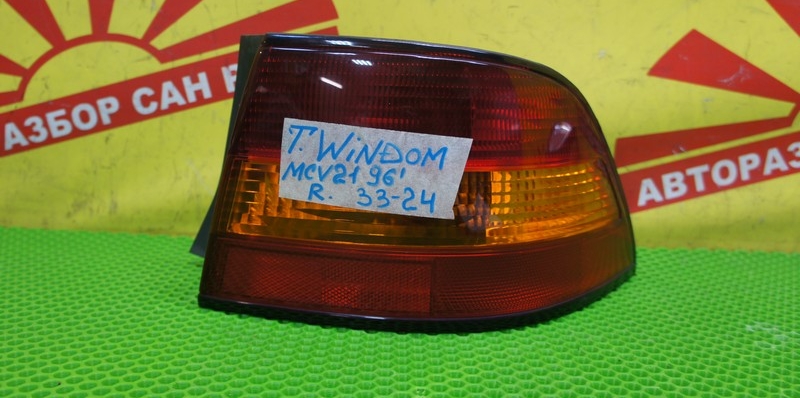 АЗБОР САН
АВТОРАЗ
T. WINDOM
MCV21 96'
R. 33-24